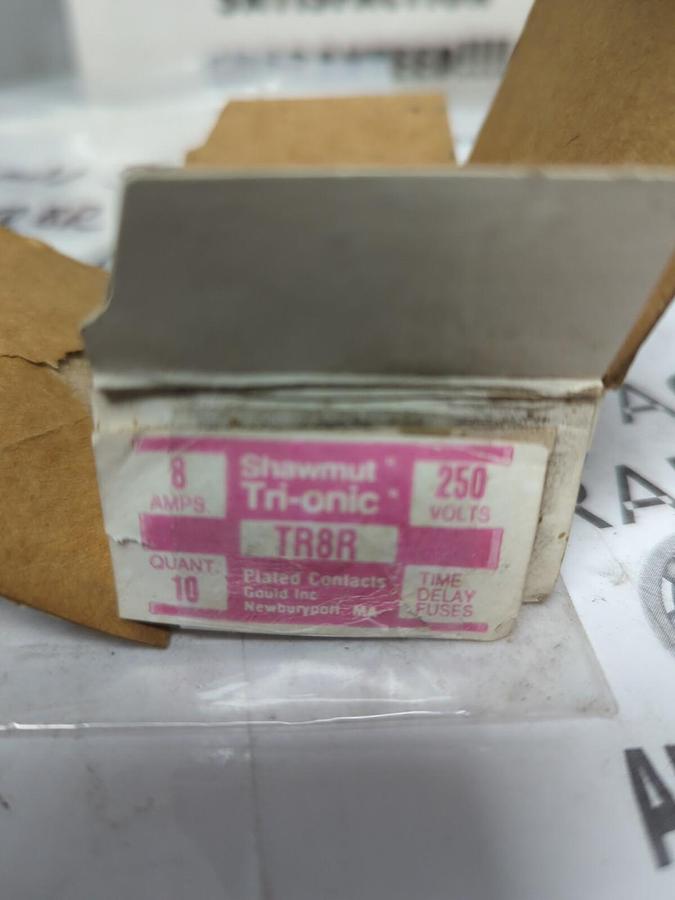 SATISFACTION
8
AMPS.
Shawmut
Tri-onic
250
VOLTS
TR8R
QUANT.
10
Plated Contacts
Gould Inc
Newburyport, MA
TIME
DELAY
FUSES